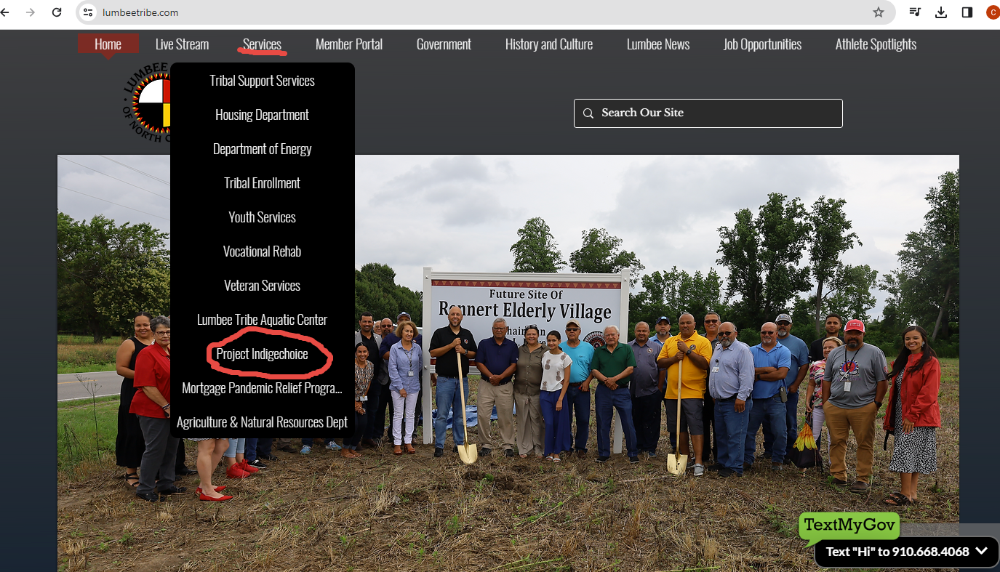 lumbeetribe.com
C
Home
Live Stream
Services
Member Portal
Government
History and Culture
Lumbee News
Job Opportunities
Athlete Spotlights
LUMBEE
OF NORTH C
Tribal Support Services
Housing Department
Department of Energy
Tribal Enrollment
Youth Services
Vocational Rehab
Veteran Services
Lumbee Tribe Aquatic Center
Project Indigechoice
Mortgage Pandemic Relief Progra...
Agriculture & Natural Resources Dept
Search Our Site
Future Site Of
Rennert Elderly Village
TextMyGov
Text "Hi" to 910.668.4068